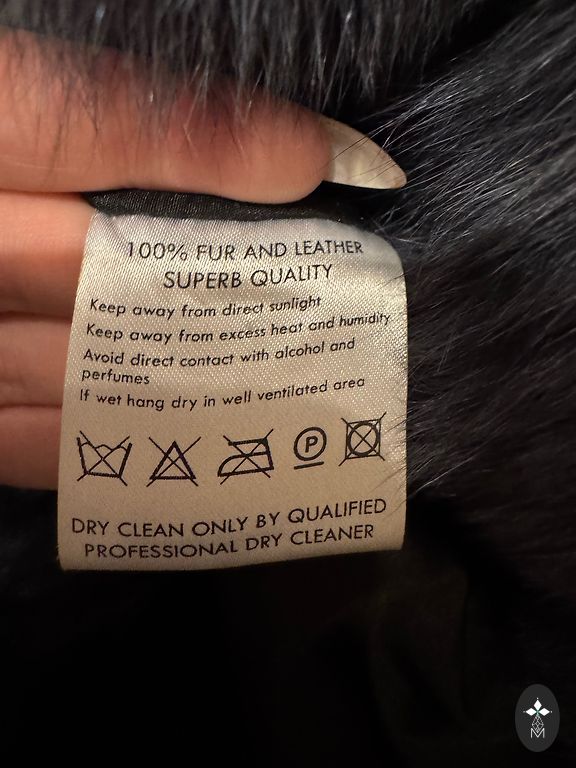 100% FUR AND LEATHER
SUPERB QUALITY
Keep away from direct sunlight
Keep away from excess heat and humidity
Avoid direct contact with alcohol and
perfumes
If wet hang dry in well ventilated area
P
DRY CLEAN ONLY BY QUALIFIED
PROFESSIONAL DRY CLEANER
M